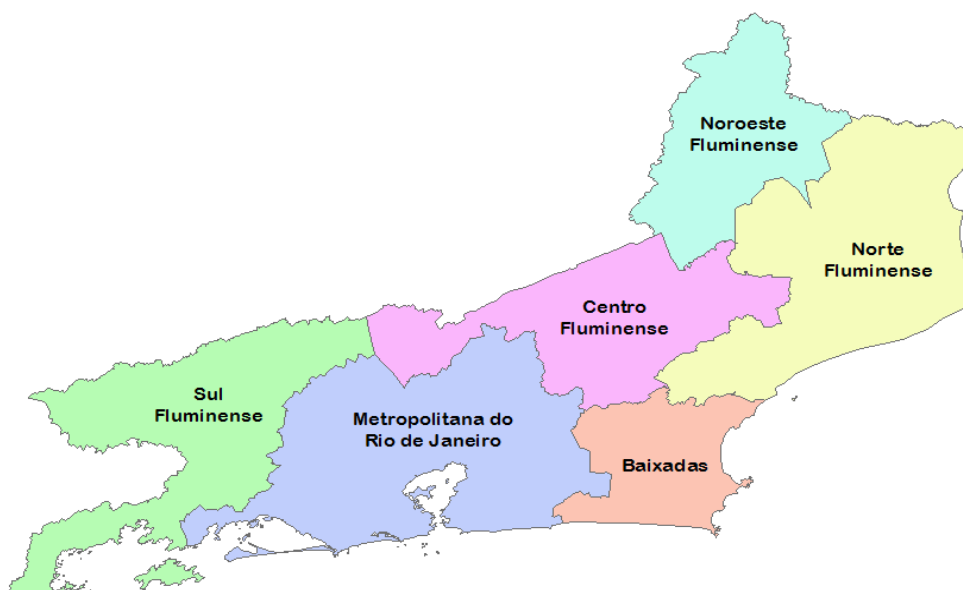 Noroeste
Fluminense
Norte
Fluminense
Centro
Fluminense
Sul
Fluminense
Metropolitana do
Rio de Janeiro
Baixadas